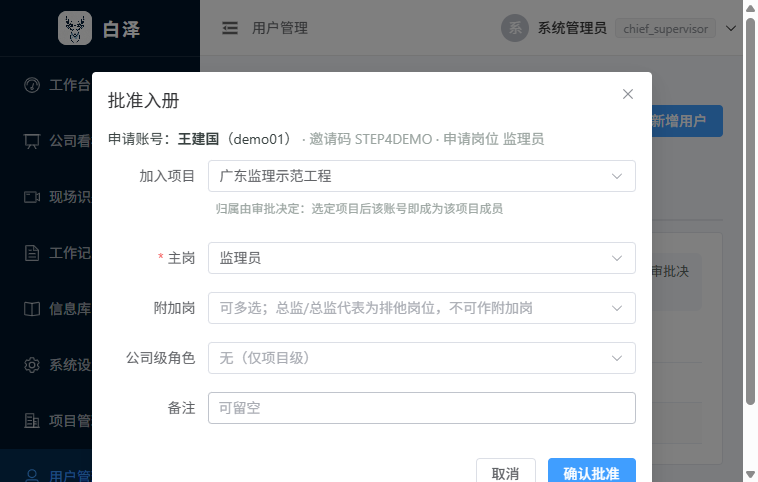 白泽
用户管理
系 系统管理员 chief_supervisor
工作台
公司看
现场识
工作记
信息库
系统设
项目管
用户管
新增用户
审批决
批准入册
申请账号：王建国（demo01） · 邀请码 STEP4DEMO · 申请岗位 监理员
加入项目 广东监理示范工程
归属由审批决定：选定项目后该账号即成为该项目成员
* 主岗 监理员
附加岗 可多选；总监/总监代表为排他岗位，不可作附加岗
公司级角色 无（仅项目级）
备注 可留空
取消 确认批准